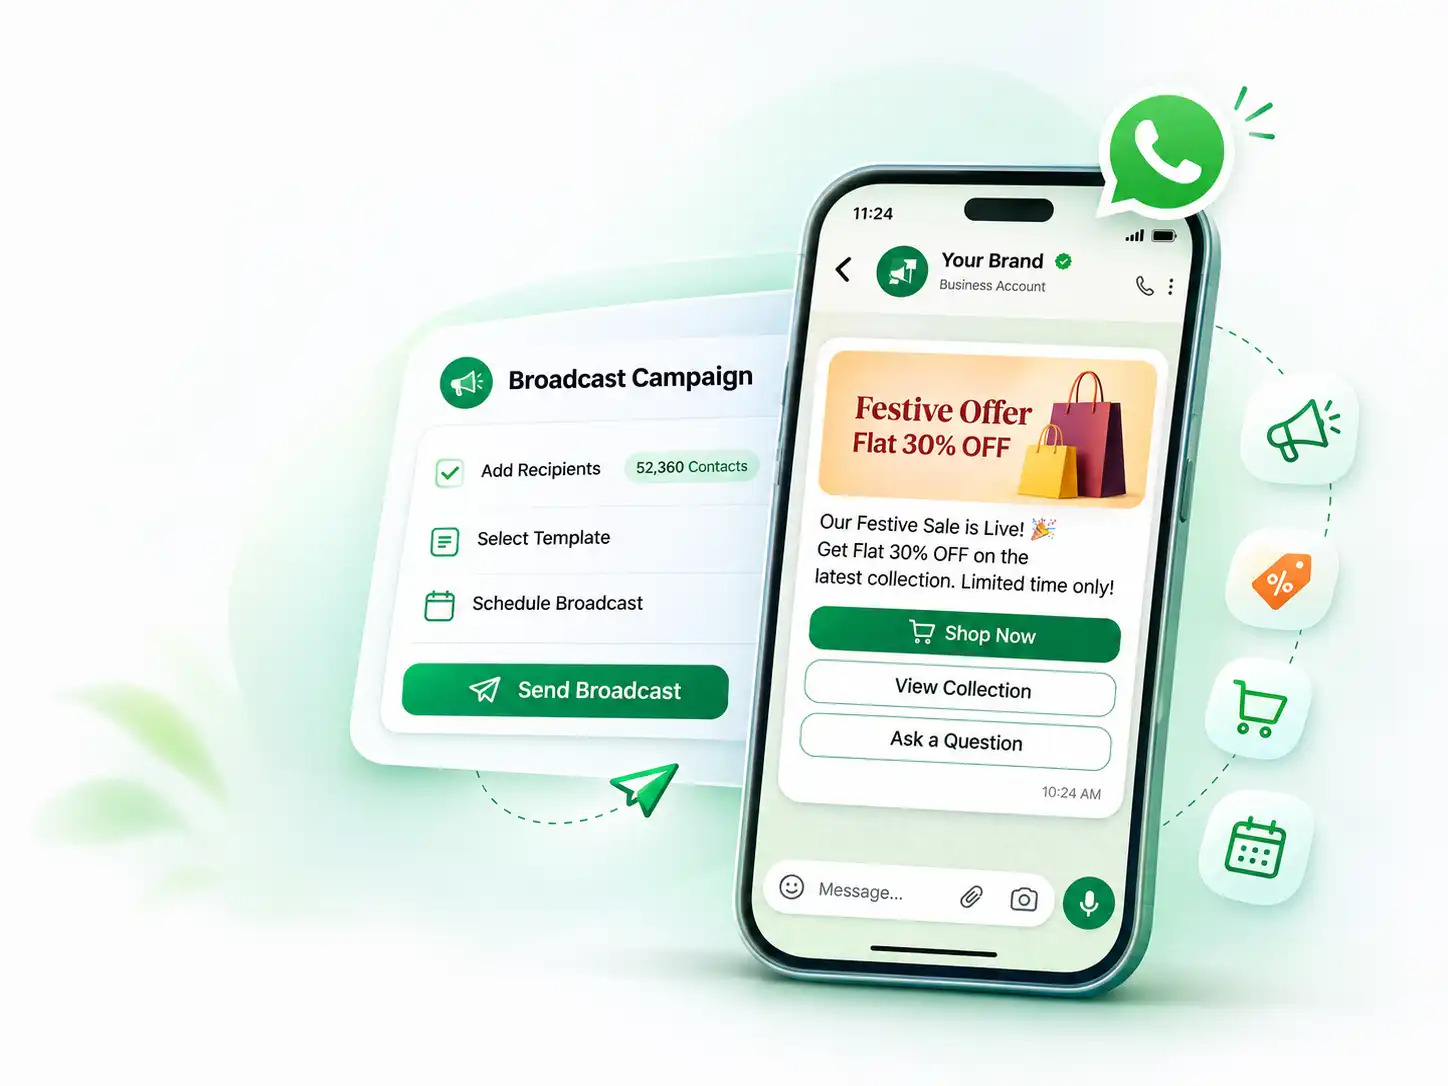 Broadcast Campaign
Add Recipients
52,360 Contacts
Select Template
Schedule Broadcast
Send Broadcast
11:24
Your Brand
Business Account
Festive Offer
Flat 30% OFF
Our Festive Sale is Live! 🎉
Get Flat 30% OFF on the
latest collection. Limited time only!
Shop Now
View Collection
Ask a Question
10:24 AM
Message...
%